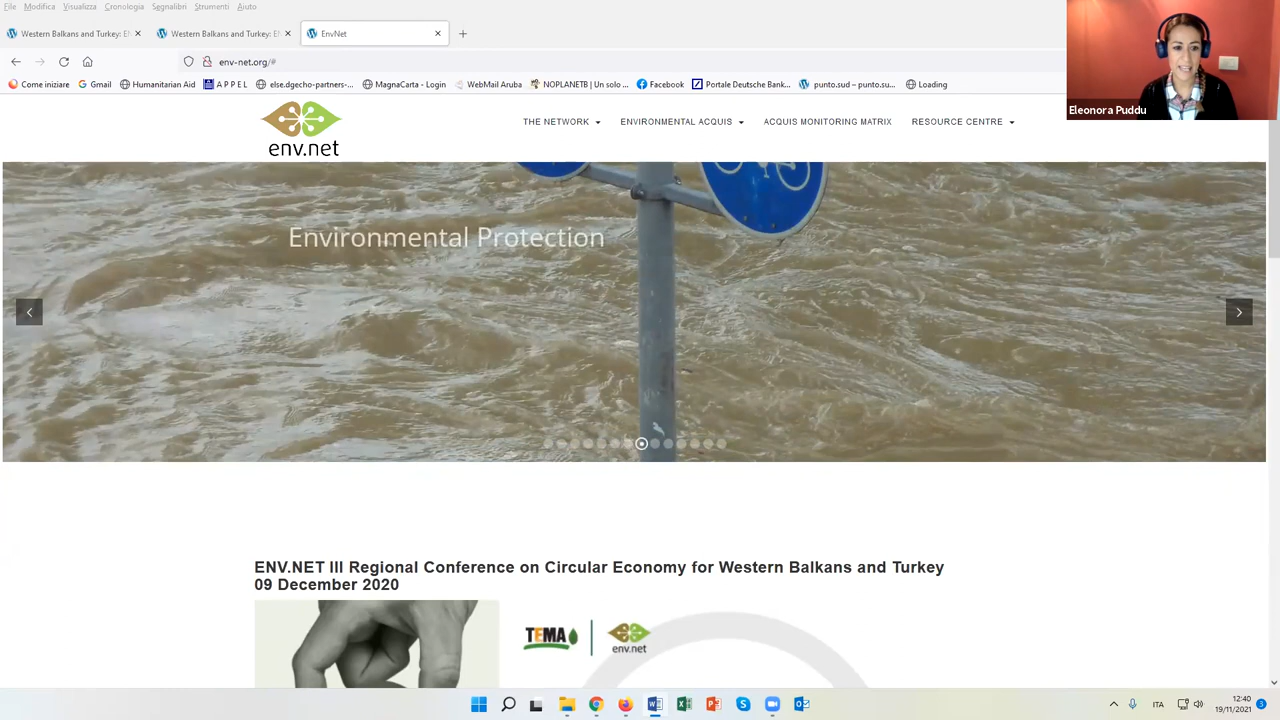 File Modifica Visualizza Cronologia Segnalibri Strumenti Aiuto
Western Balkans and Turkey: E
Western Balkans and Turkey: E
EnvNet
env-net.org/#
Come iniziare
Gmail
Humanitarian Aid
A P P E L
else.dgecho-partners-...
MagnaCarta - Login
WebMail Aruba
NOPLANETB | Un solo ...
Facebook
Portale Deutsche Bank...
punto.sud – punto.su...
Loading
Eleonora Puddu
env.net
THE NETWORK
ENVIRONMENTAL ACQUIS
ACQUIS MONITORING MATRIX
RESOURCE CENTRE
Environmental Protection
ENV.NET III Regional Conference on Circular Economy for Western Balkans and Turkey
09 December 2020
TEMA
env.net
ITA
12:40
19/11/2021
3